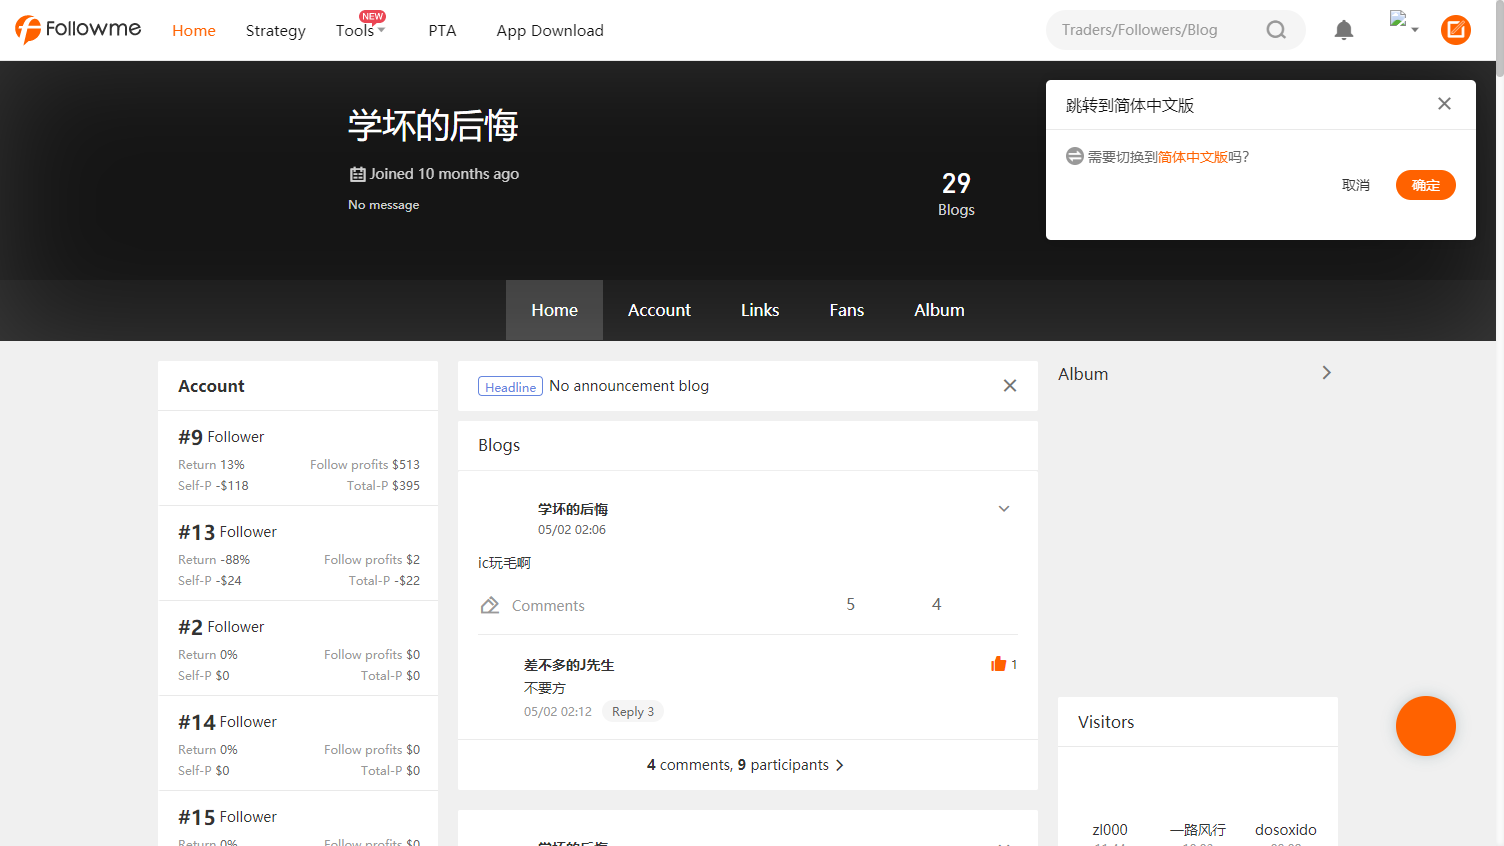 Followme
Home
Strategy
Tools
NEW
PTA
App Download
Traders/Followers/Blog
学坏的后悔
Joined 10 months ago
No message
29
Blogs
跳转到简体中文版
需要切换到简体中文版吗?
取消
确定
Home
Account
Links
Fans
Album
Account
#9 Follower
Return 13%
Follow profits $513
Self-P -$118
Total-P $395
#13 Follower
Return -88%
Follow profits $2
Self-P -$24
Total-P -$22
#2 Follower
Return 0%
Follow profits $0
Self-P $0
Total-P $0
#14 Follower
Return 0%
Follow profits $0
Self-P $0
Total-P $0
#15 Follower
Return 0%
Follow profits $0
Headline No announcement blog
Blogs
学坏的后悔
05/02 02:06
ic玩毛啊
Comments
5
4
差不多的J先生
1
不要方
05/02 02:12
Reply 3
4 comments, 9 participants
学坏的后悔
Album
Visitors
zl000
一路风行
dosoxido